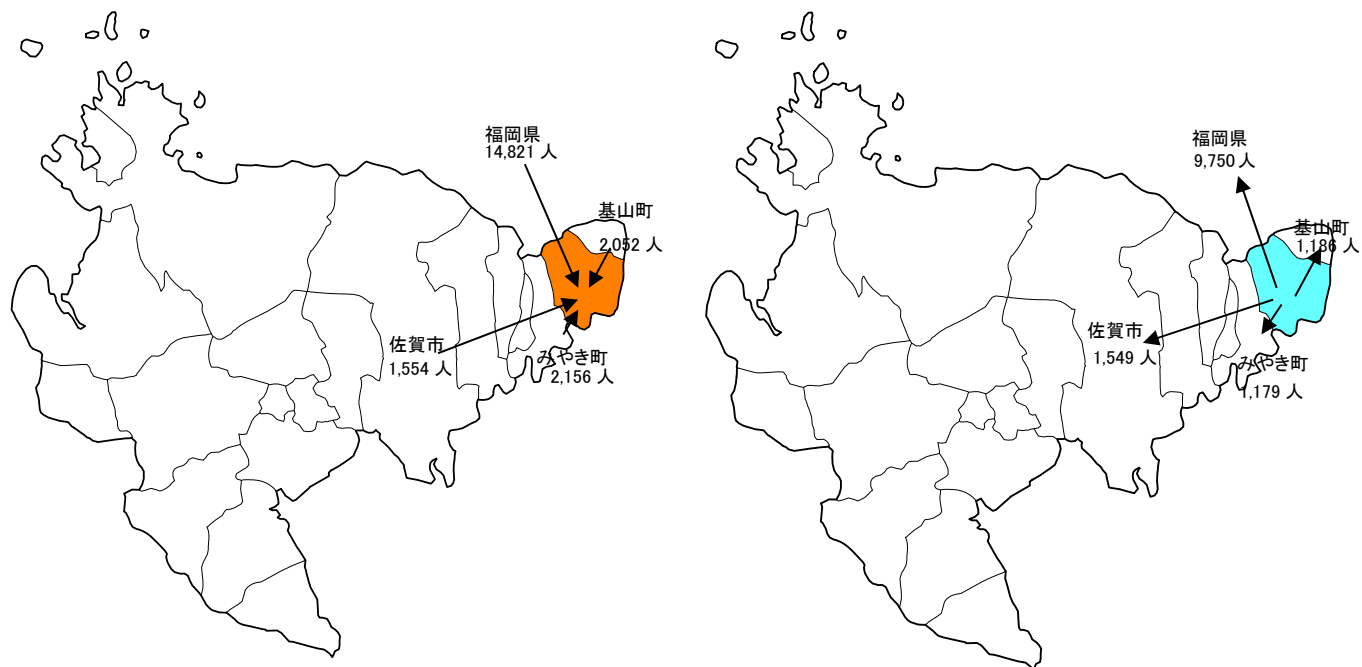 福岡県
14,821 人
基山町
2,052 人
佐賀市
1,554 人
みやき町
2,156 人
福岡県
9,750 人
基山町
1,186 人
佐賀市
1,549 人
みやき町
1,179 人